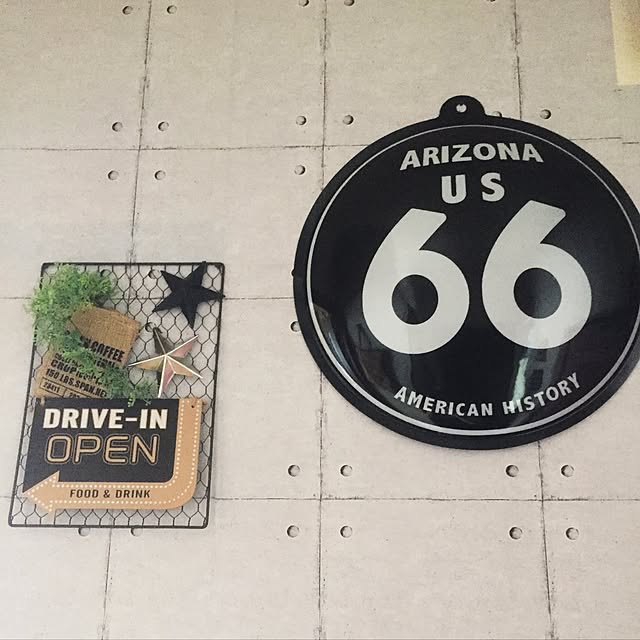 ARIZONA
US
66
AMERICAN HISTORY
COFFEE
DRIVE-IN
OPEN
FOOD & DRINK